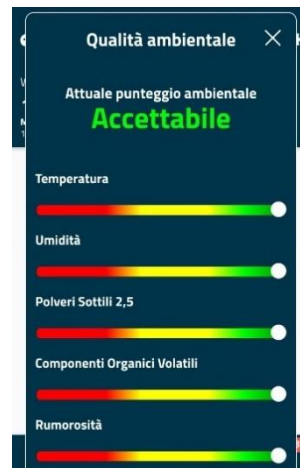 Qualità ambientale
Attuale punteggio ambientale
Accettabile
Temperatura
Umidità
Polveri Sottili 2,5
Componenti Organici Volatili
Rumorosità